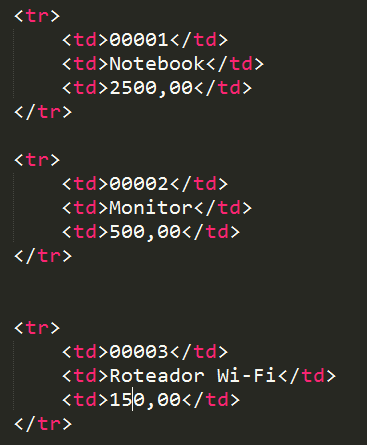 <tr>
<td>00001</td>
<td>Notebook</td>
<td>2500,00</td>
</tr>
<tr>
<td>00002</td>
<td>Monitor</td>
<td>500,00</td>
</tr>
<tr>
<td>00003</td>
<td>Roteador Wi-Fi</td>
<td>150,00</td>
</tr>